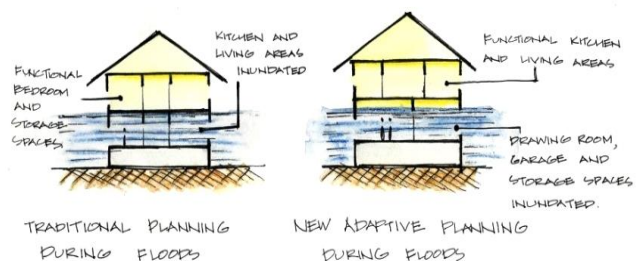 FUNCTIONAL
BEDROOM
AND
STORAGE
SPACES
KITCHEN AND
LIVING AREAS
INUNDATED
TRADITIONAL PLANNING
DURING FLOODS
FUNCTIONAL KITCHEN
AND LIVING AREAS
DRAWING ROOM,
GARAGE AND
STORAGE SPACES
INUNDATED.
NEW ADAPTIVE PLANNING
DURING FLOODS